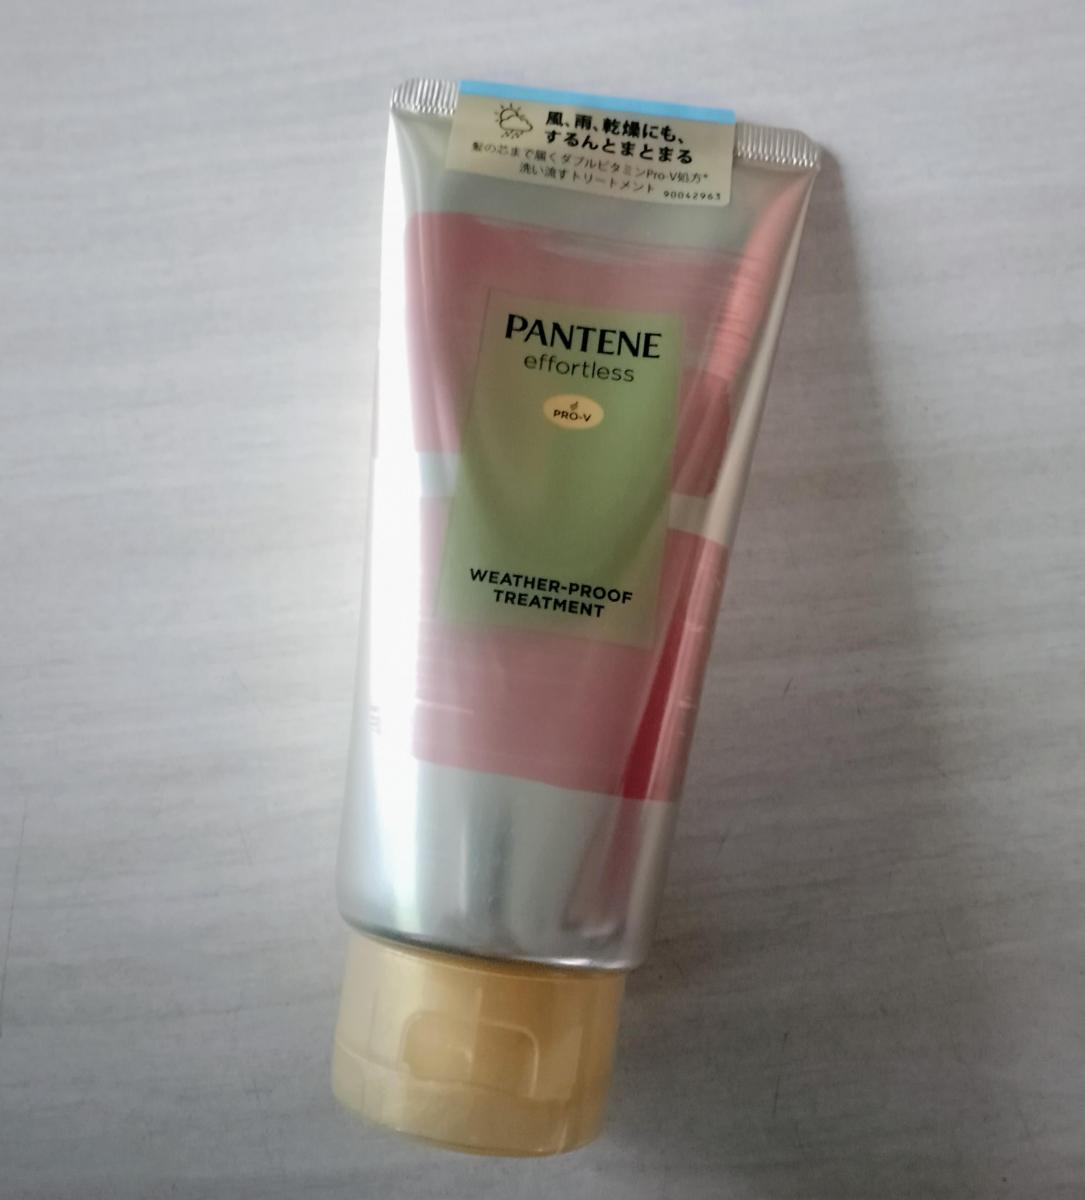 風、雨、乾燥にも、
するんとまとまる
髪の芯まで届くダブルビタミンPro-V処方*
洗い流すトリートメント 90042963
PANTENE
effortless
PRO-V
WEATHER-PROOF
TREATMENT